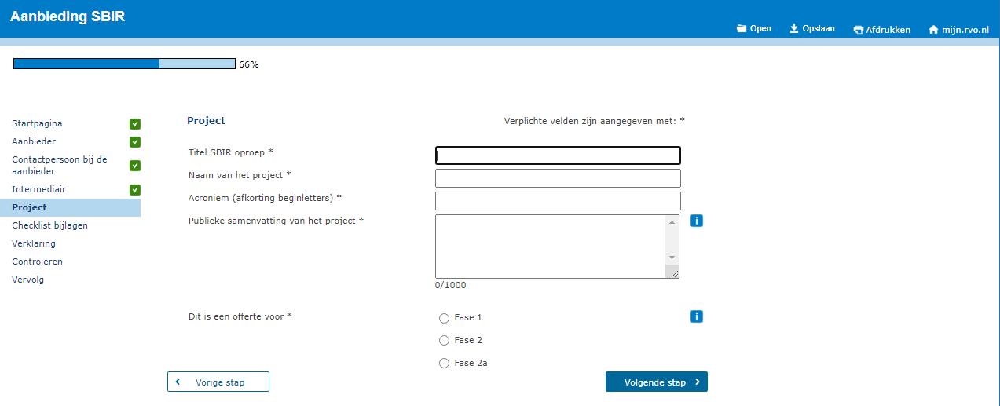 Aanbieding SBIR
Open
Opslaan
Afdrukken
mijn.rvo.nl
66%
Startpagina
Aanbieder
Contactpersoon bij de
aanbieder
Intermediair
Project
Checklist bijlagen
Verklaring
Controleren
Vervolg
Project
Verplichte velden zijn aangegeven met: *
Titel SBIR oproep *
Naam van het project *
Acroniem (afkorting beginletters) *
Publieke samenvatting van het project *
i
0/1000
Dit is een offerte voor *
i
Fase 1
Fase 2
Fase 2a
Vorige stap
Volgende stap